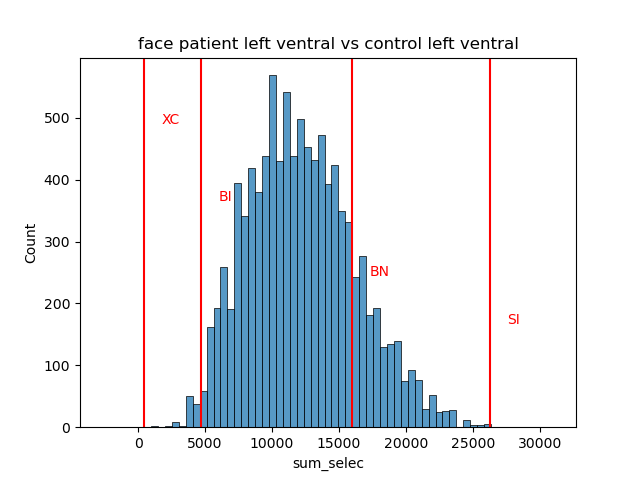 face patient left ventral vs control left ventral
500
400
300
200
100
0
Count
XC
BI
BN
SI
0 5000 10000 15000 20000 25000 30000
sum_selec